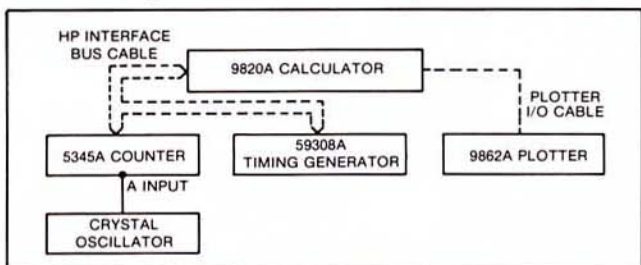 HP INTERFACE
BUS CABLE
9820A CALCULATOR
PLOTTER
I/O CABLE
5345A COUNTER
59308A
TIMING GENERATOR
9862A PLOTTER
A INPUT
CRYSTAL
OSCILLATOR